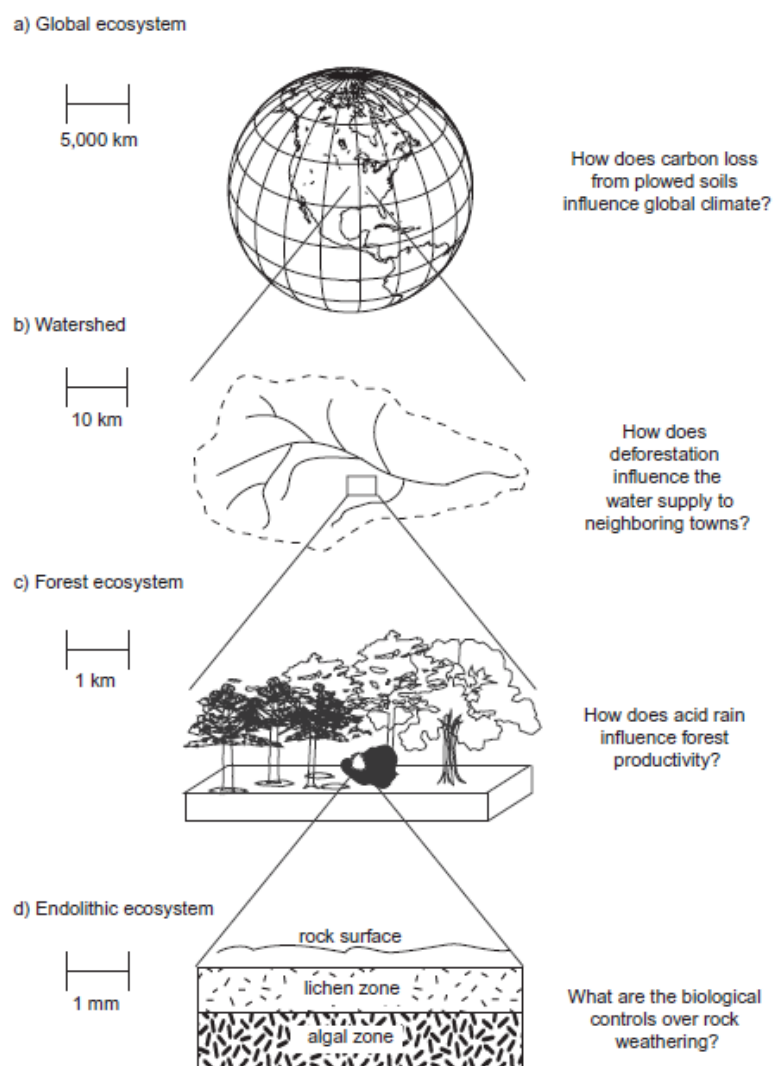 a) Global ecosystem
5,000 km
How does carbon loss
from plowed soils
influence global climate?
b) Watershed
10 km
How does
deforestation
influence the
water supply to
neighboring towns?
c) Forest ecosystem
1 km
How does acid rain
influence forest
productivity?
d) Endolithic ecosystem
rock surface
1 mm
lichen zone
algal zone
What are the biological
controls over rock
weathering?